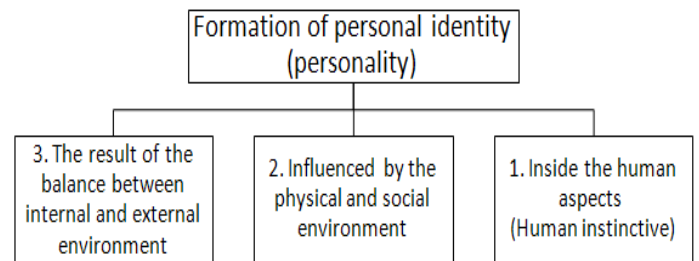 Formation of personal identity
(personality)
3. The result of the
balance between
internal and external
environment
2. Influenced by the
physical and social
environment
1. Inside the human
aspects
(Human instinctive)